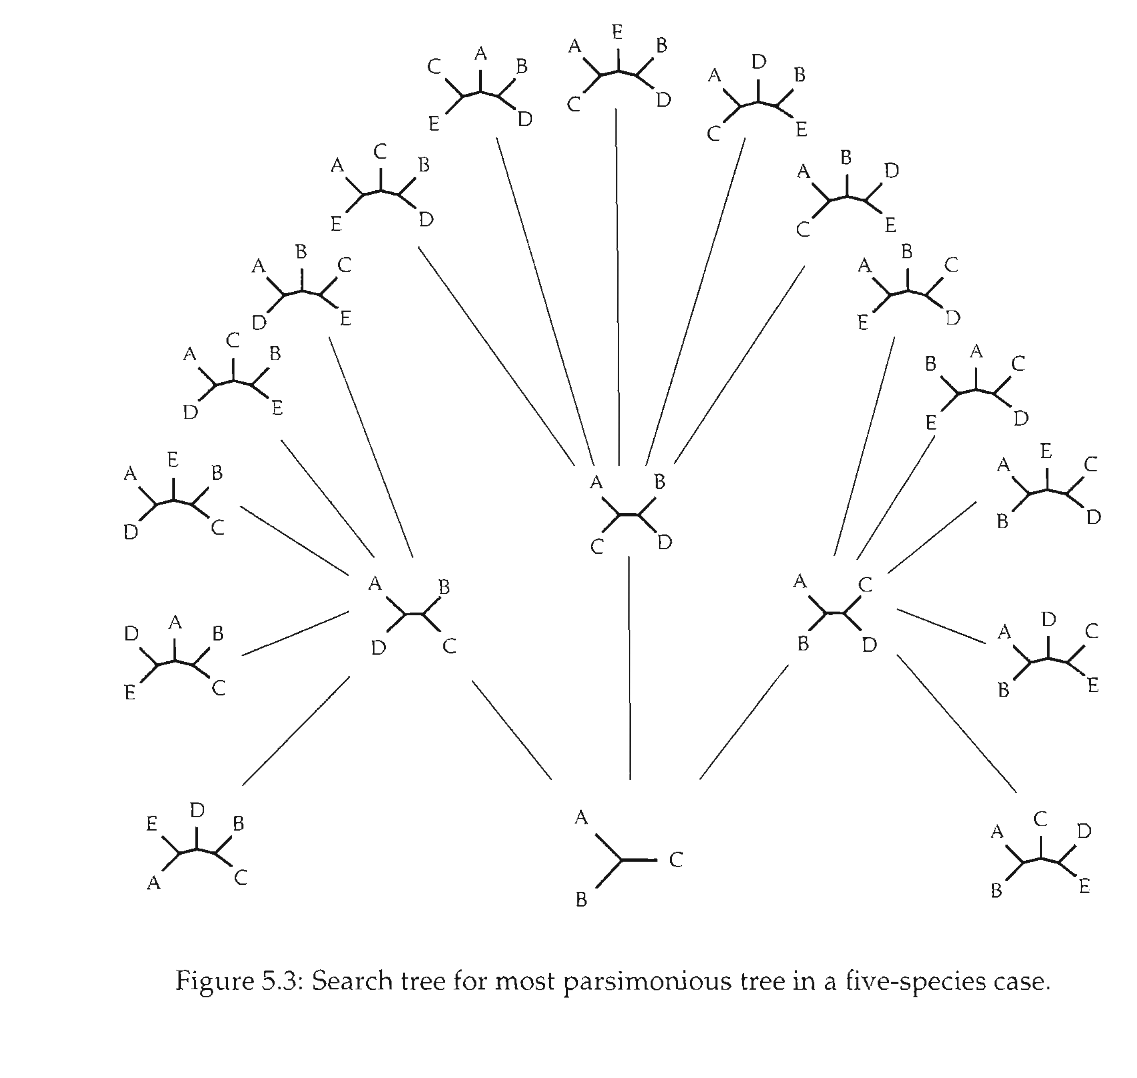 C A B
E D
A E B
C D
A D B
C E
A C B
E D
A B D
C E
A B C
D E
A B C
E D
A C B
D E
B A C
E D
A E B
D C
A E C
B D
A B
C D
A B
D C
A C
B D
D A B
E C
A D C
B E
E D B
A C
A
C
B
A C D
B E
Figure 5.3: Search tree for most parsimonious tree in a five-species case.